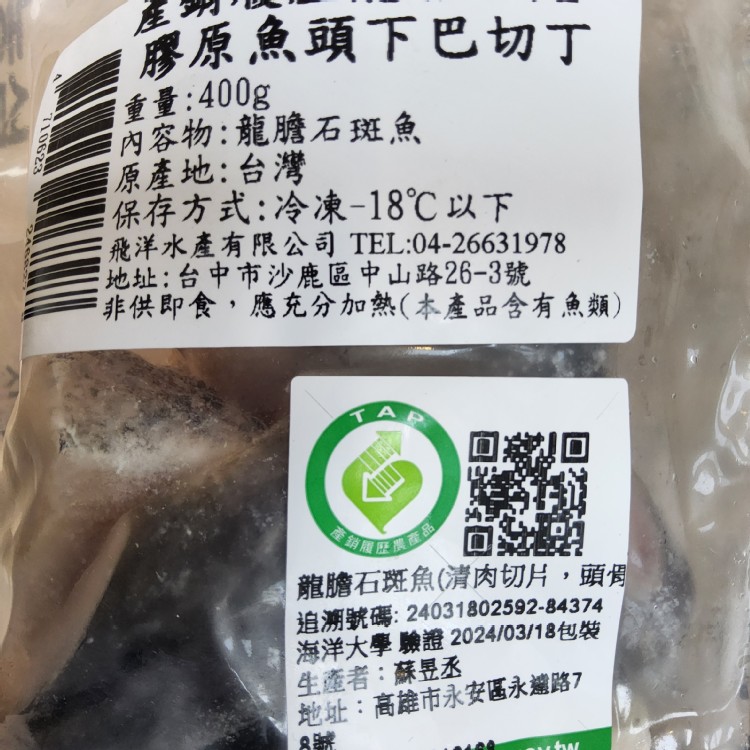 產銷履歷
膠原魚頭下巴切丁
重量:400g
內容物:龍膽石斑魚
原產地:台灣
保存方式:冷凍-18℃以下
飛洋水產有限公司 TEL:04-26631978
地址:台中市沙鹿區中山路26-3號
非供即食，應充分加熱(本產品含有魚類)
4 710623
TAP
產銷履歷農產品
龍膽石斑魚(清肉切片，頭骨
追溯號碼: 24031802592-84374
海洋大學 驗證 2024/03/18包裝
生產者：蘇昱丞
地址：高雄市永安區永達路7
8號